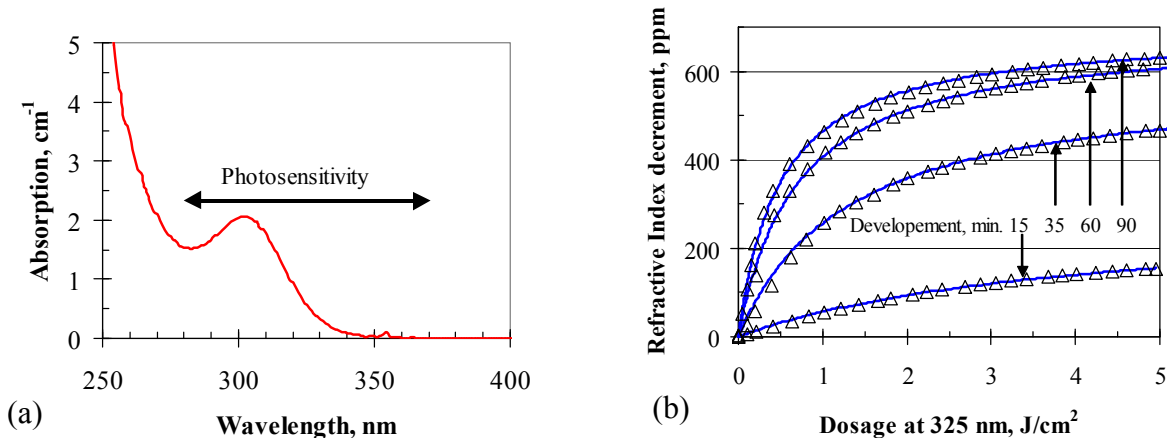 Absorption, cm-1
5
4
3
2
1
0
Photosensitivity
250 300 350 400
Wavelength, nm
(a)
Refractive Index decrement, ppm
600
400
200
0
Developement, min. 15 35 60 90
0 1 2 3 4 5
Dosage at 325 nm, J/cm2
(b)